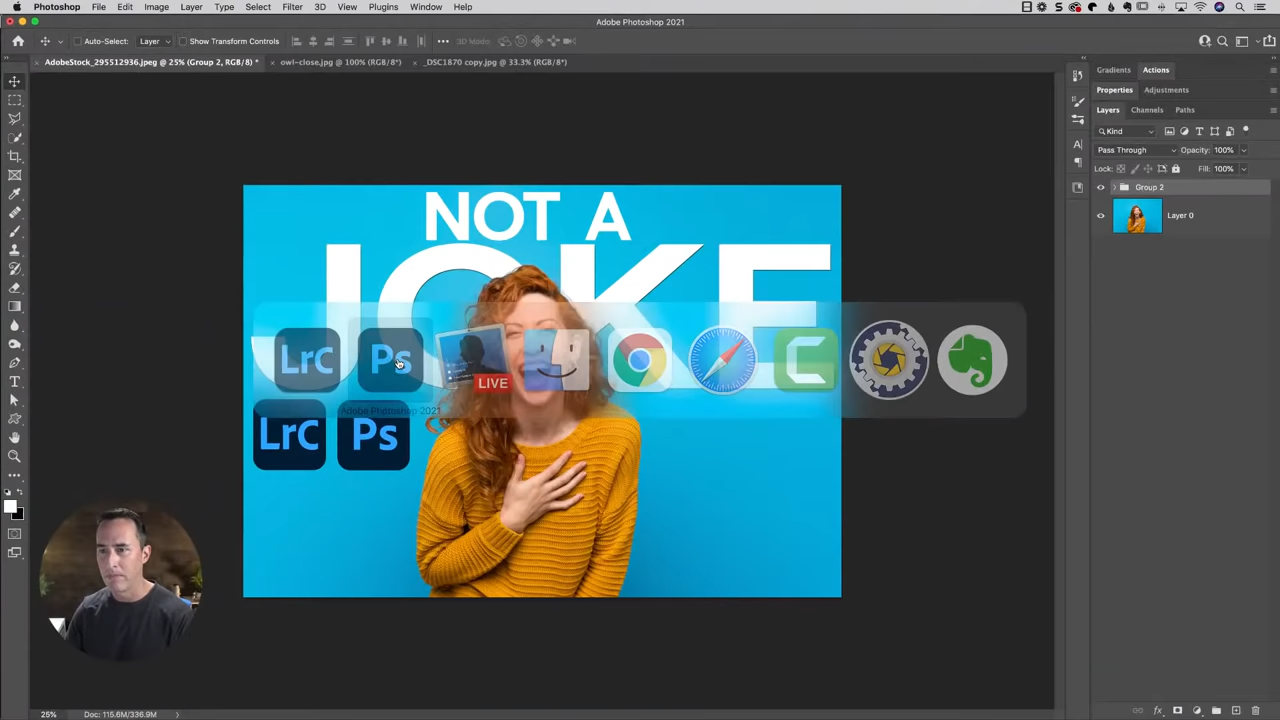 Photoshop File Edit Image Layer Type Select Filter 3D View Plugins Window Help
Adobe Photoshop 2021
Auto-Select: Layer Show Transform Controls ••• 3D Mode:
× AdobeStock_295512936.jpeg @ 25% (Group 2, RGB/8*) * × owl-close.jpg @ 100% (RGB/8*) × _DSC1870 copy.jpg @ 33.3% (RGB/8*)
Gradients Actions
Properties Adjustments
Layers Channels Paths
Kind
Pass Through Opacity: 100%
Lock: Fill: 100%
Group 2
Layer 0
NOT A
JOKE
LrC Ps LIVE
Adobe Photoshop 2021
LrC Ps
25% Doc: 115.6M/336.9M
fx